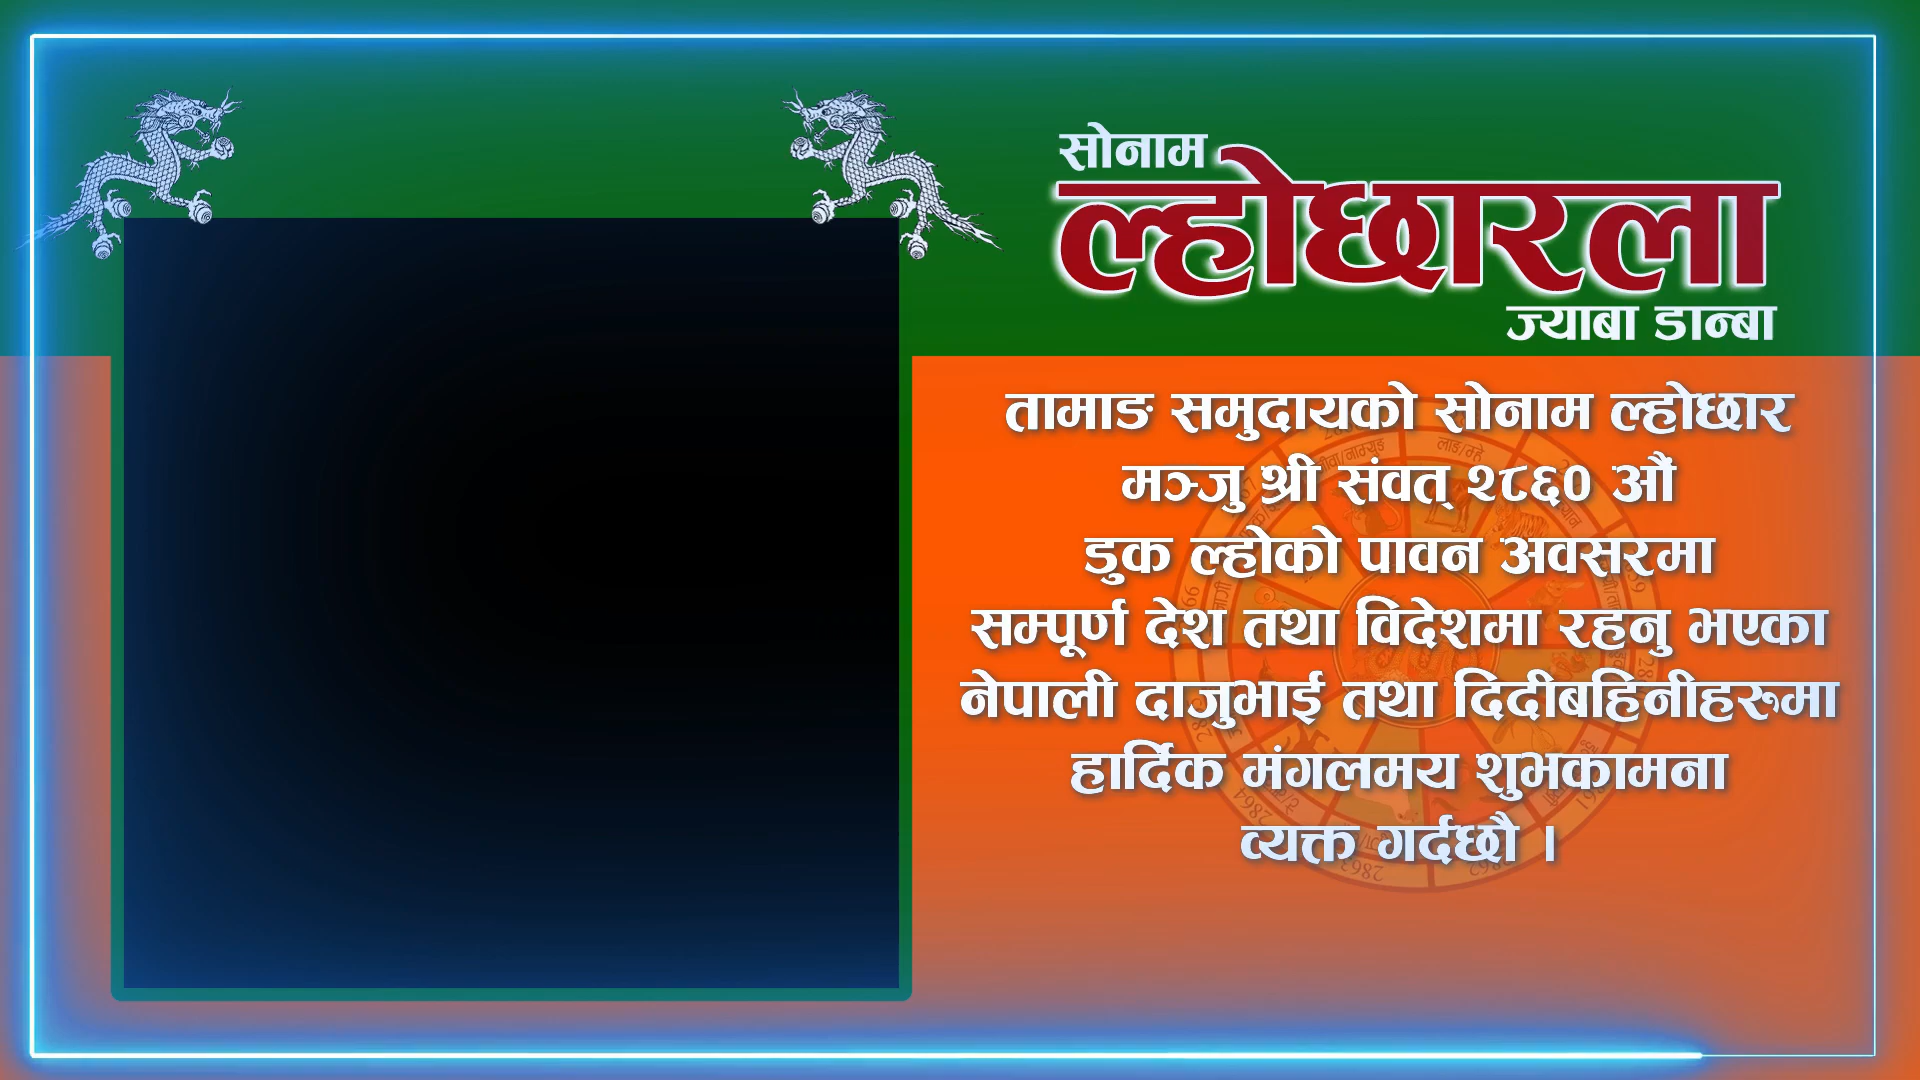 सोनाम
ल्होछारला
ज्याबा डान्बा
तामाङ समुदायको सोनाम ल्होछार
मञ्जु श्री संवत् २८६० औं
डुक ल्होको पावन अवसरमा
सम्पूर्ण देश तथा विदेशमा रहनु भएका
नेपाली दाजुभाई तथा दिदीबहिनीहरुमा
हार्दिक मंगलमय शुभकामना
व्यक्त गर्दछौ ।